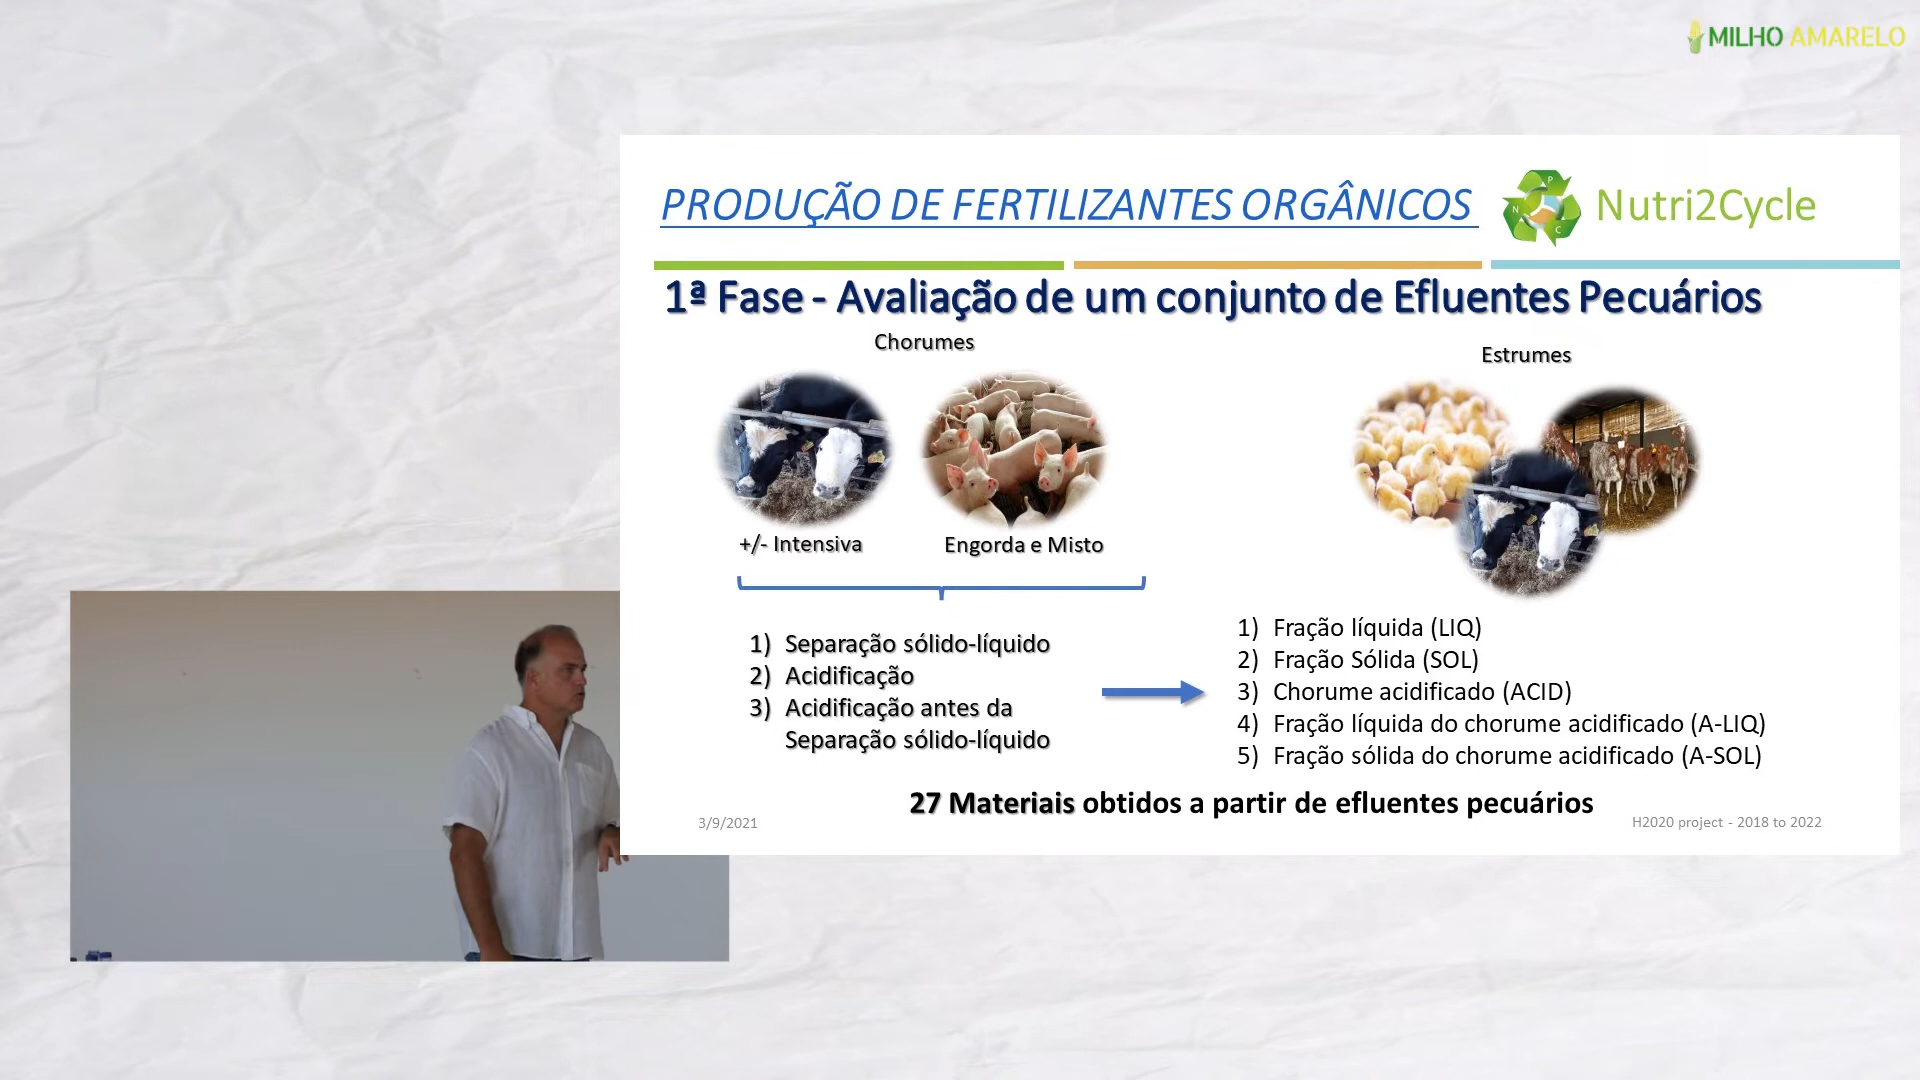 MILHO AMARELO
PRODUÇÃO DE FERTILIZANTES ORGÂNICOS
Nutri2Cycle
1ª Fase - Avaliação de um conjunto de Efluentes Pecuários
Chorumes
Estrumes
+/- Intensiva
Engorda e Misto
1) Separação sólido-líquido
2) Acidificação
3) Acidificação antes da
Separação sólido-líquido
1) Fração líquida (LIQ)
2) Fração Sólida (SOL)
3) Chorume acidificado (ACID)
4) Fração líquida do chorume acidificado (A-LIQ)
5) Fração sólida do chorume acidificado (A-SOL)
27 Materiais obtidos a partir de efluentes pecuários
3/9/2021
H2020 project - 2018 to 2022
P
N
C